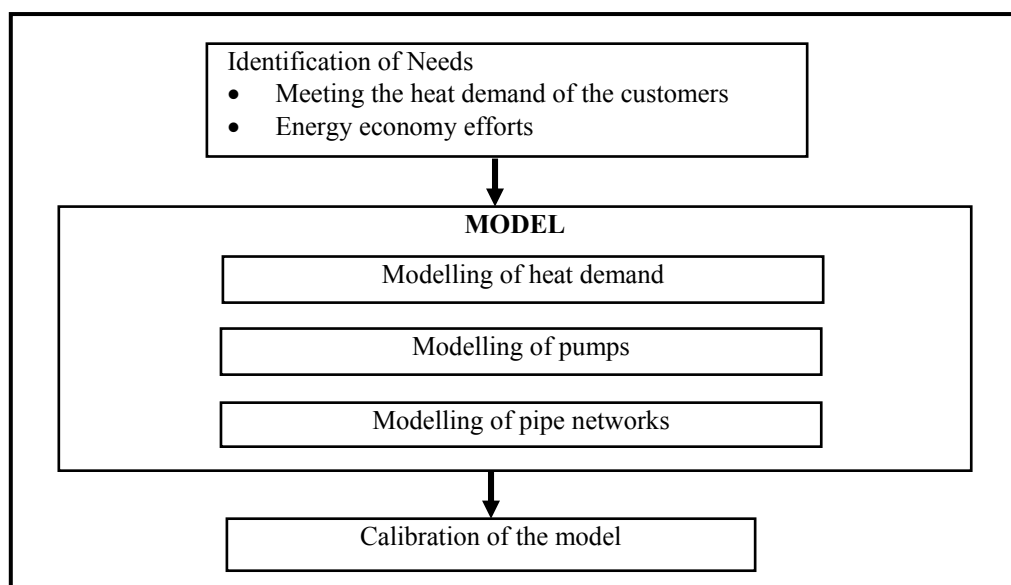 Identification of Needs
• Meeting the heat demand of the customers
• Energy economy efforts
MODEL
Modelling of heat demand
Modelling of pumps
Modelling of pipe networks
Calibration of the model